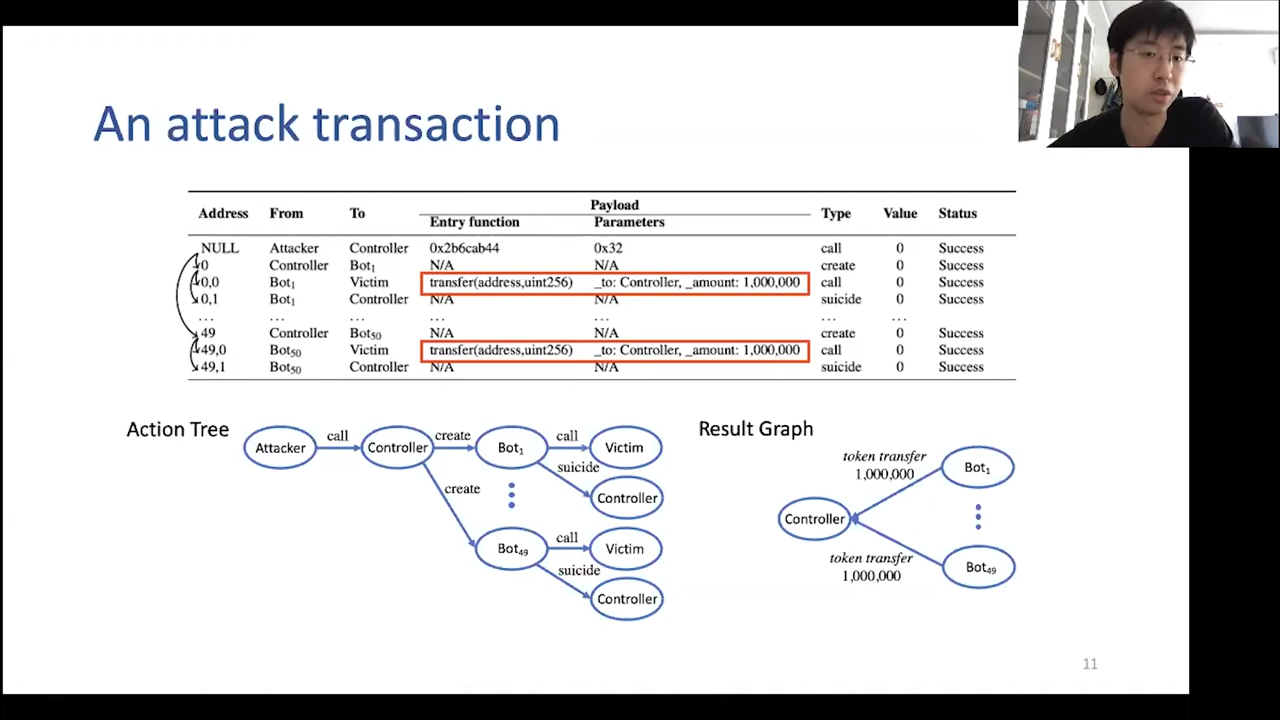 An attack transaction
Payload
Address From To Entry function Parameters Type Value Status
NULL Attacker Controller 0x2b6cab44 0x32 call 0 Success
0 Controller Bot₁ N/A N/A create 0 Success
0,0 Bot₁ Victim transfer(address,uint256) _to: Controller, _amount: 1,000,000 call 0 Success
0,1 Bot₁ Controller N/A N/A suicide 0 Success
... ... ... ... ... ... ...
49 Controller Bot₅₀ N/A N/A create 0 Success
49,0 Bot₅₀ Victim transfer(address,uint256) _to: Controller, _amount: 1,000,000 call 0 Success
49,1 Bot₅₀ Controller N/A N/A suicide 0 Success
Action Tree
Attacker call Controller create Bot₁ call Victim
suicide
Controller
create
Bot₄₉ call Victim
suicide
Controller
Result Graph
token transfer
1,000,000
Bot₁
Controller
token transfer
1,000,000
Bot₄₉
11